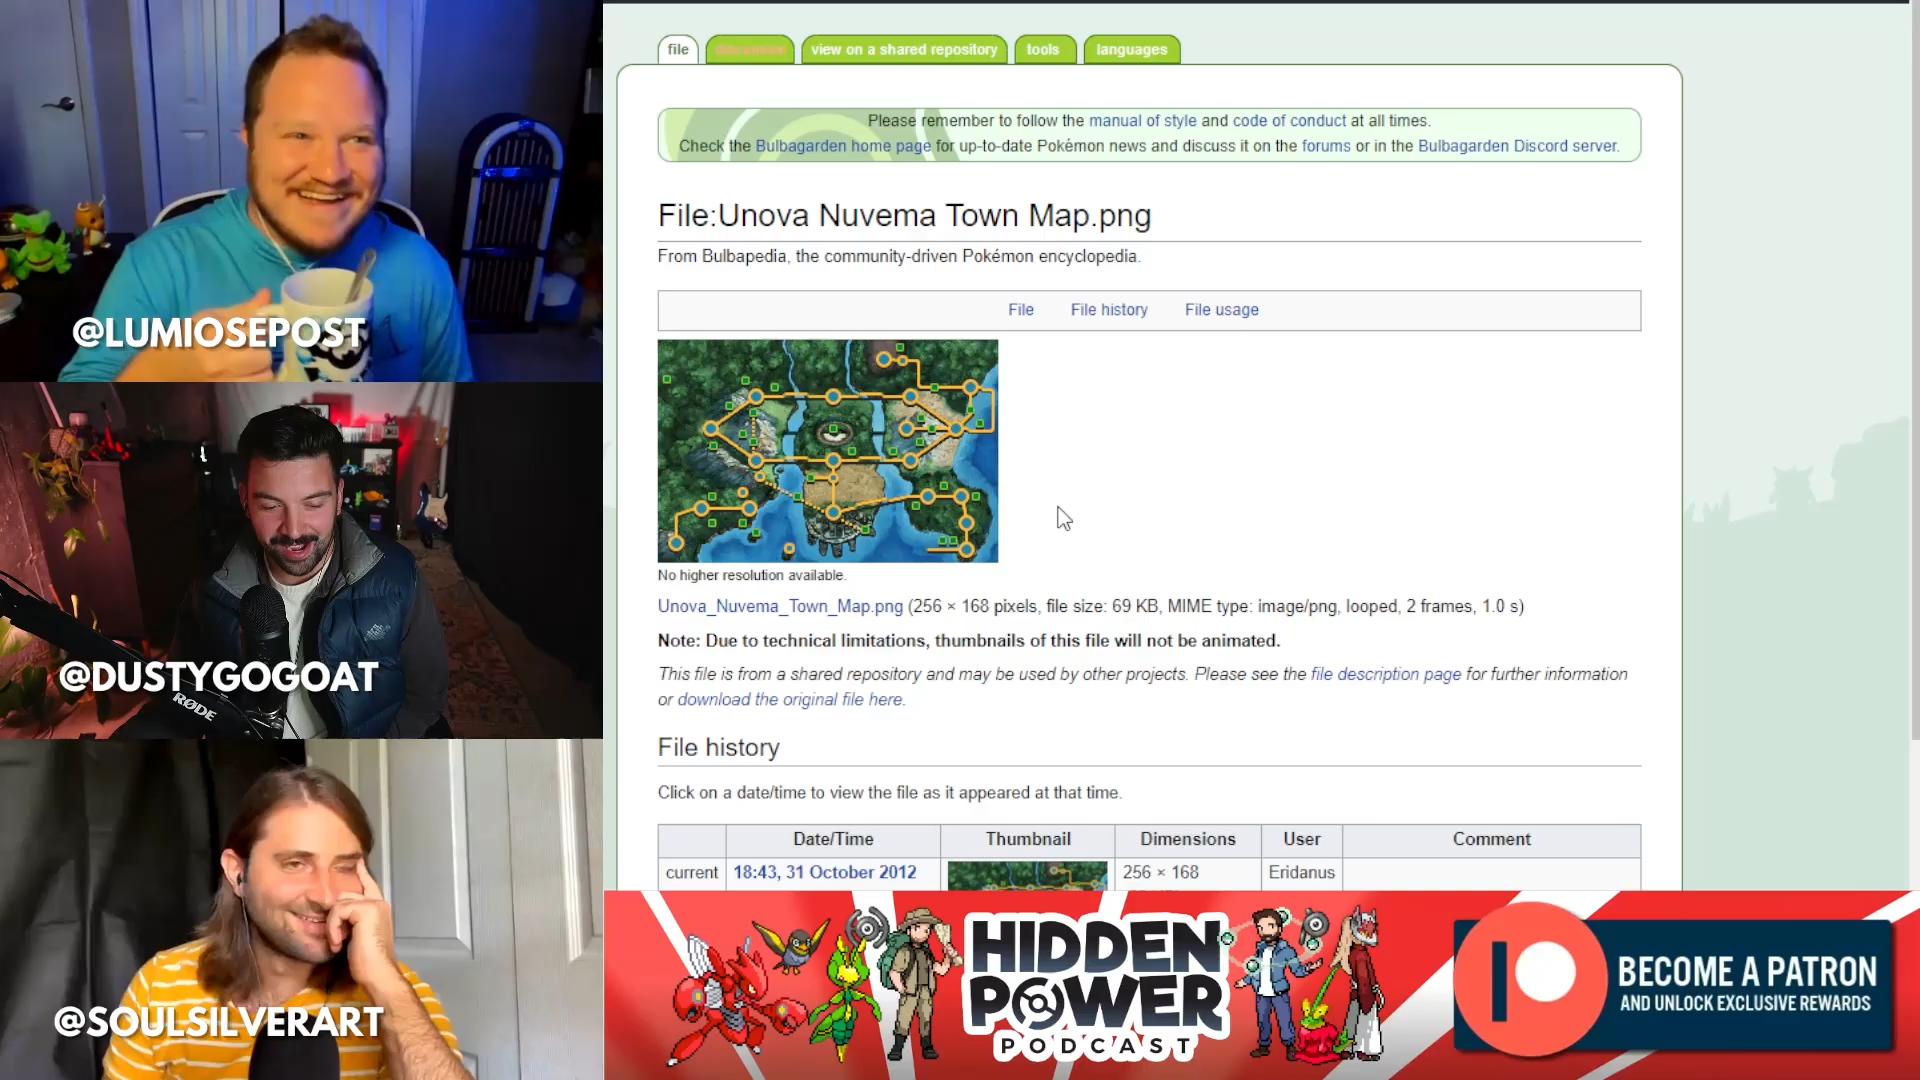 @LUMIOSEPOST
@DUSTYGOGOAT
RØDE
@SOULSILVERART
file
discussion
view on a shared repository
tools
languages
Please remember to follow the manual of style and code of conduct at all times.
Check the Bulbagarden home page for up-to-date Pokémon news and discuss it on the forums or in the Bulbagarden Discord server.
File:Unova Nuvema Town Map.png
From Bulbapedia, the community-driven Pokémon encyclopedia.
File
File history
File usage
No higher resolution available.
Unova_Nuvema_Town_Map.png (256 × 168 pixels, file size: 69 KB, MIME type: image/png, looped, 2 frames, 1.0 s)
Note: Due to technical limitations, thumbnails of this file will not be animated.
This file is from a shared repository and may be used by other projects. Please see the file description page for further information
or download the original file here.
File history
Click on a date/time to view the file as it appeared at that time.
Date/Time Thumbnail Dimensions User Comment
current 18:43, 31 October 2012 256 × 168 Eridanus
HIDDEN
POWER
PODCAST
BECOME A PATRON
AND UNLOCK EXCLUSIVE REWARDS